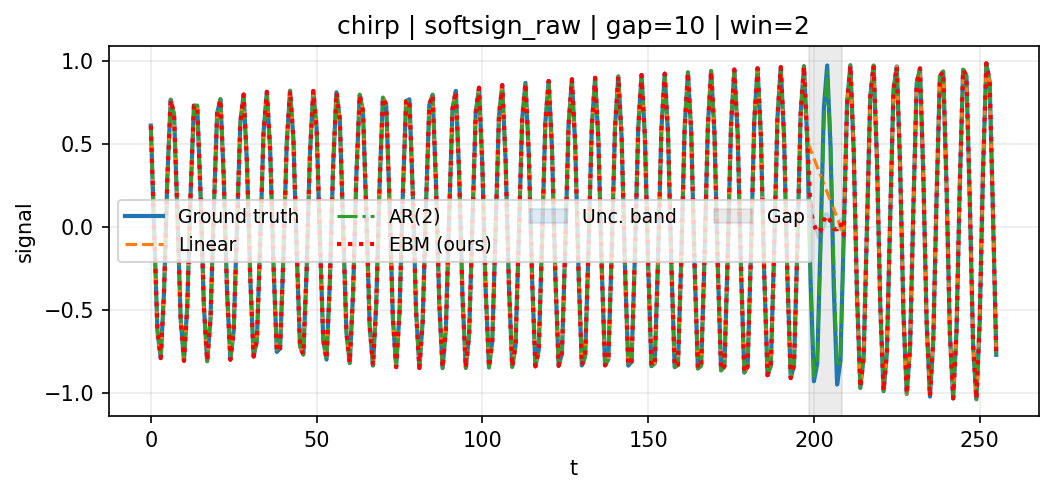 chirp | softsign_raw | gap=10 | win=2
signal
1.0
0.5
0.0
−0.5
−1.0
Ground truth AR(2) Unc. band Gap
Linear EBM (ours)
0 50 100 150 200 250
t